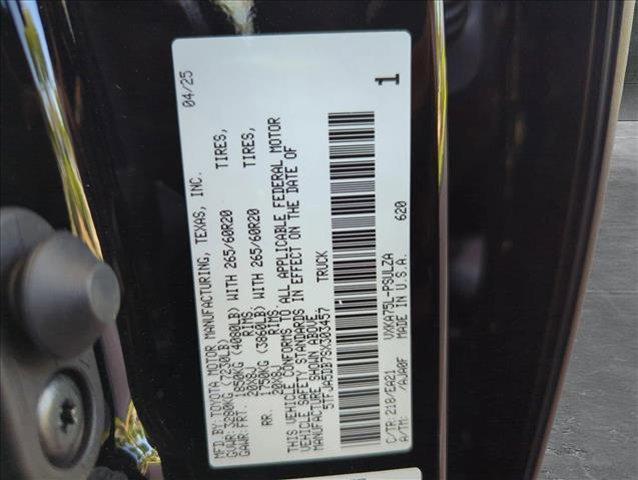 MFD.BY:TOYOTA MOTOR MANUFACTURING, TEXAS, INC. 04/25
GVWR:3280KG (7230LB)
GAWR:FRT. 1850KG (4080LB) WITH 265/60R20 TIRES,
20X8J RIMS,
RR. 1750KG (3860LB) WITH 265/60R20 TIRES,
20X8J RIMS.
THIS VEHICLE CONFORMS TO ALL APPLICABLE FEDERAL MOTOR
VEHICLE SAFETY STANDARDS IN EFFECT ON THE DATE OF
MANUFACTURE SHOWN ABOVE.
TRUCK
1
C/TR:218/EA21 VXKA75L-PSULZA 620
A/TM: /AJA0F MADE IN U.S.A.